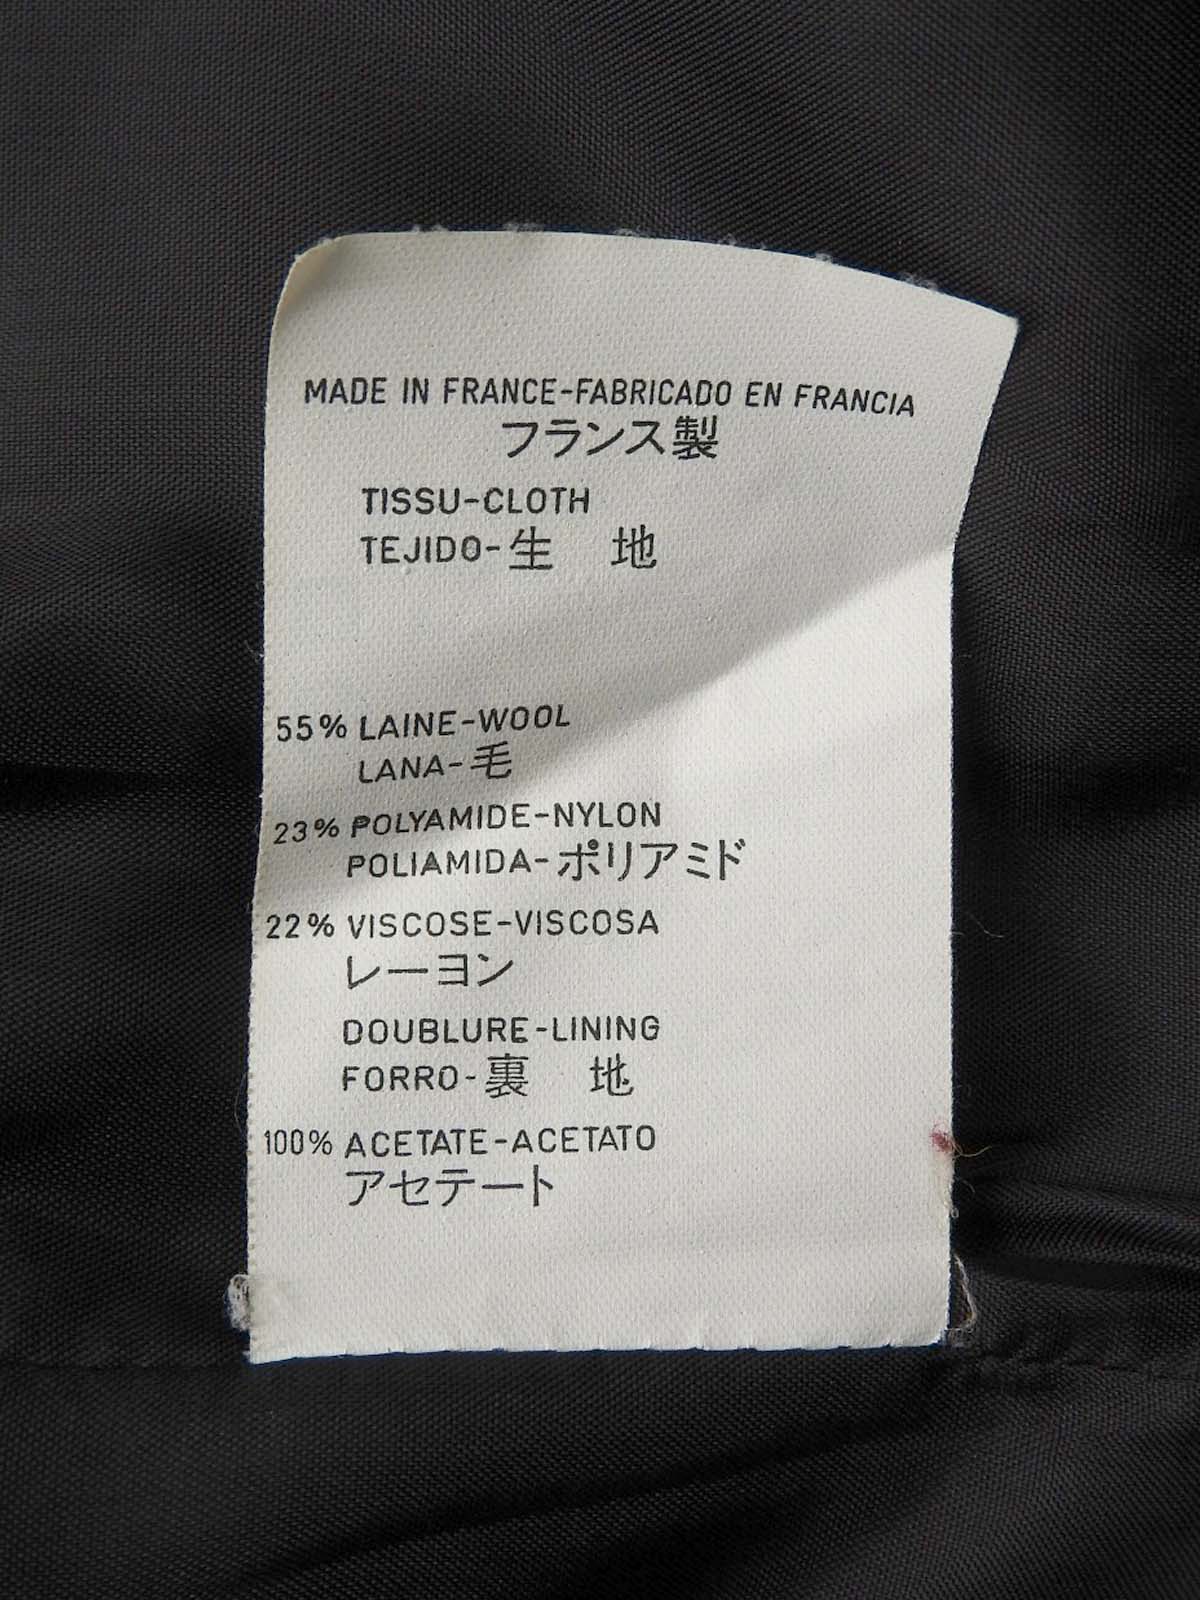 MADE IN FRANCE-FABRICADO EN FRANCIA
フランス製
TISSU-CLOTH
TEJIDO-生 地
55% LAINE-WOOL
LANA-毛
23% POLYAMIDE-NYLON
POLIAMIDA-ポリアミド
22% VISCOSE-VISCOSA
レーヨン
DOUBLURE-LINING
FORRO-裏 地
100% ACETATE-ACETATO
アセテート